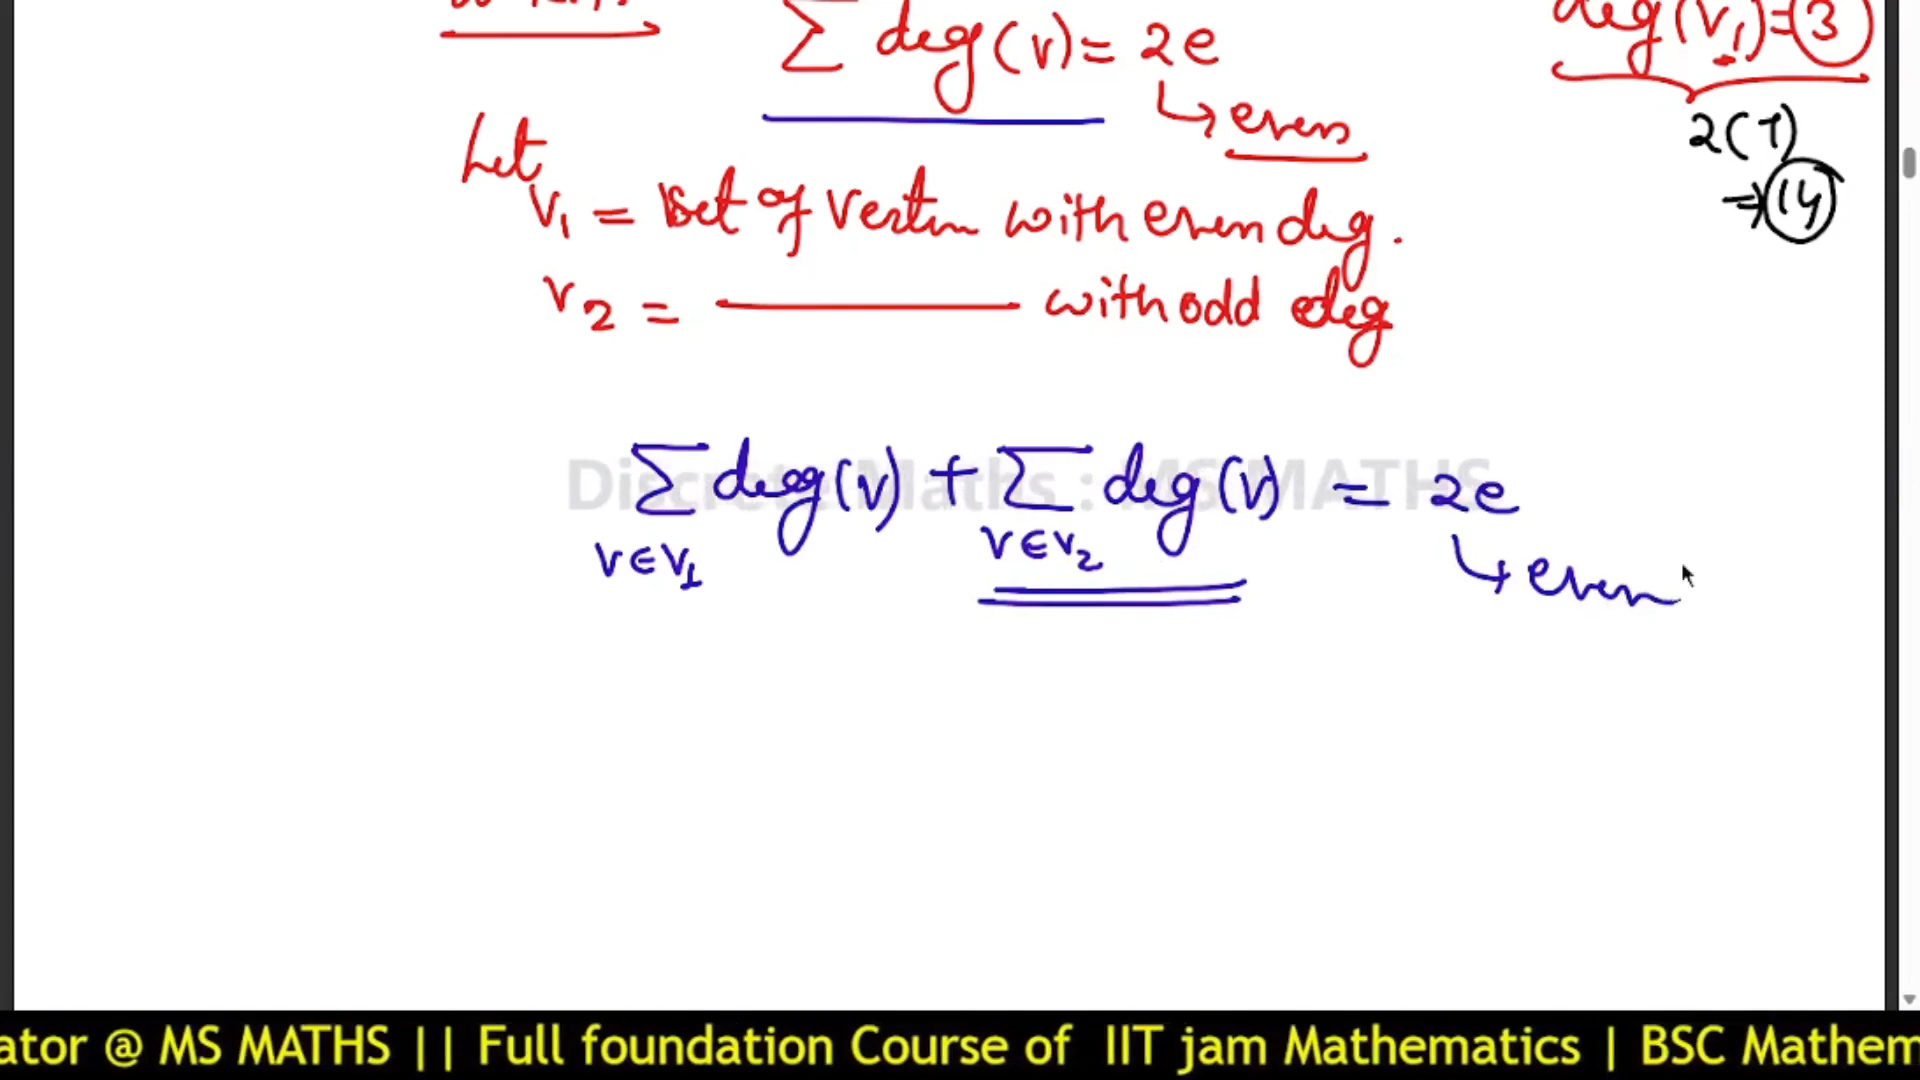 ∑ deg(v) = 2e
↳ even
deg(v₁) = 3
2(7)
⇒ 14
Let
V₁ = set of vertex with even deg.
V₂ = ———— with odd deg
Discrete Maths : MS MATHS
∑ deg(v) + ∑ deg(v) = 2e
v∈V₁ v∈V₂
↳ even
ator @ MS MATHS || Full foundation Course of IIT jam Mathematics | BSC Mathem